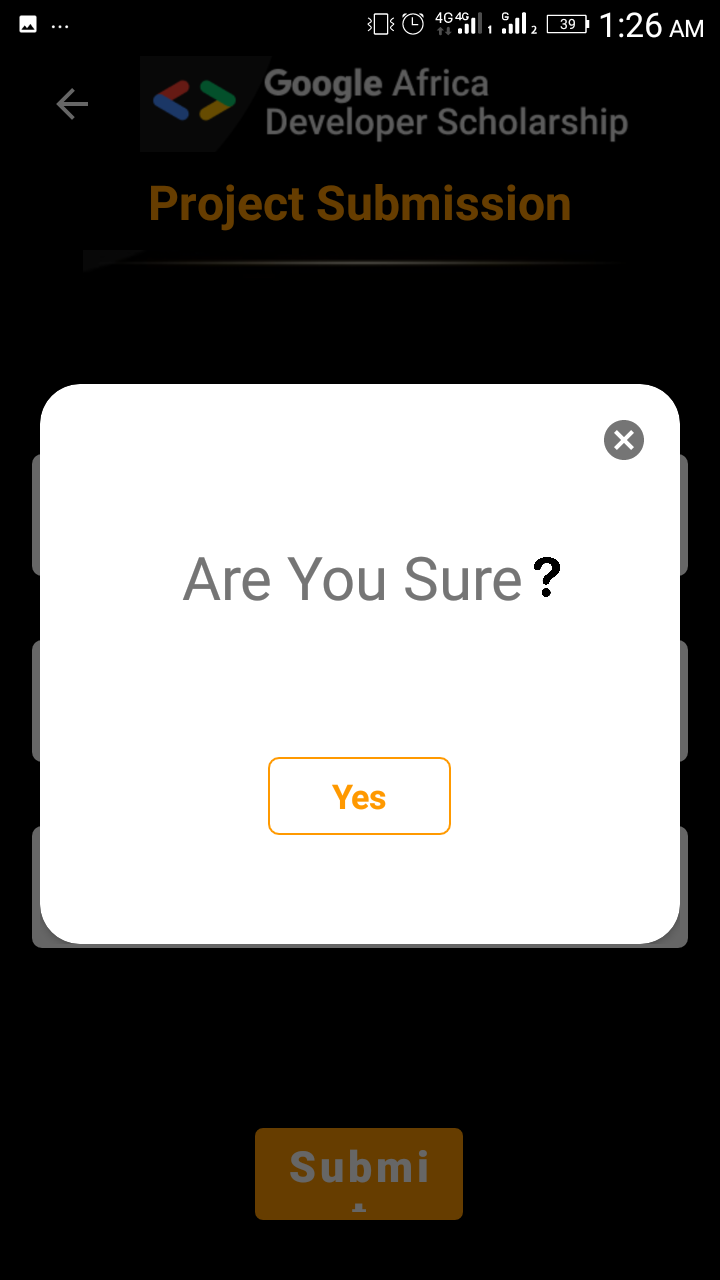 4G 4G 1 G 2 39 1:26 AM
Google Africa
Developer Scholarship
Project Submission
Are You Sure ?
Yes
Submi
t